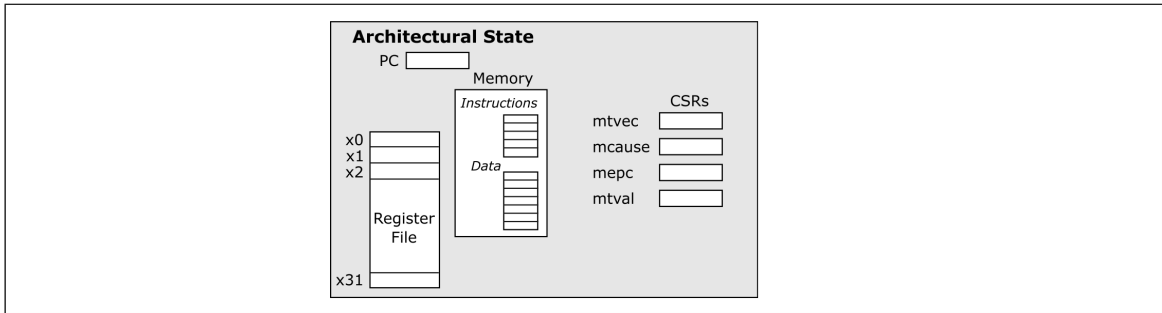 Architectural State
PC
Memory
Instructions
Data
x0
x1
x2
Register
File
x31
CSRs
mtvec
mcause
mepc
mtval